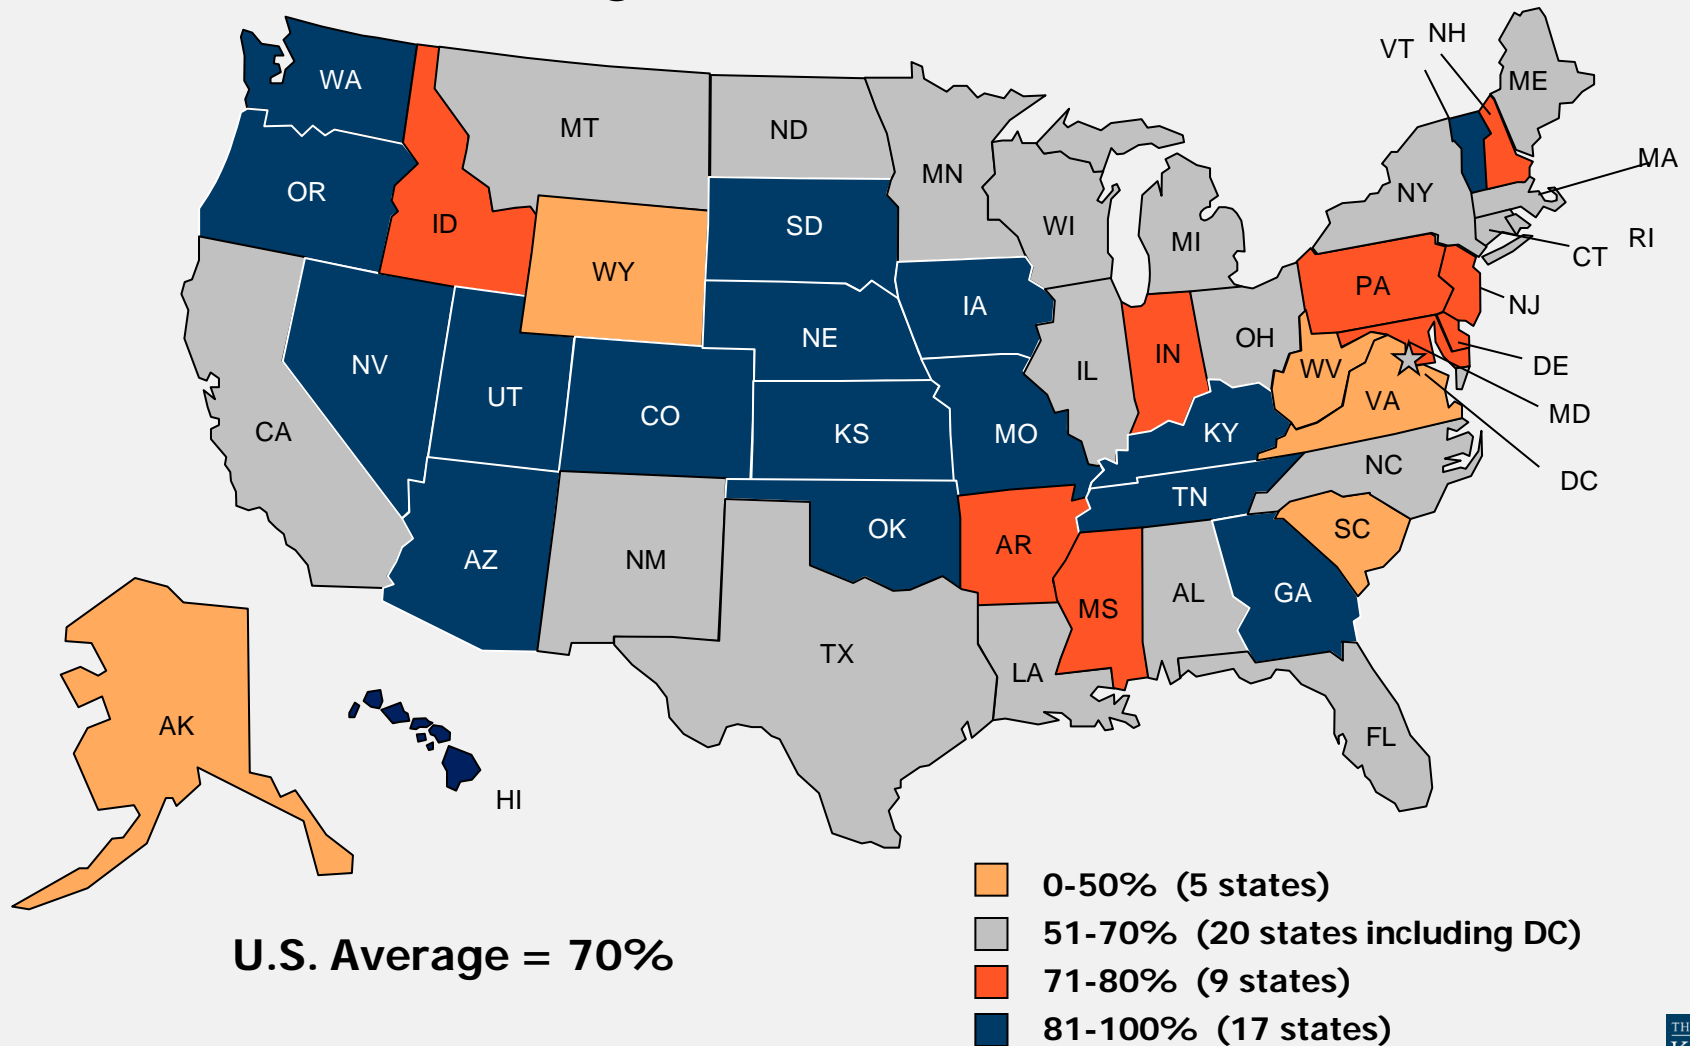 NH
VT
WA
ME
MT
ND
MA
MN
OR
NY
ID
SD
WI
MI
RI
CT
WY
PA
IA
NJ
NE
OH
IN
NV
DE
WV
IL
UT
VA
CO
MD
CA
KS
MO
KY
NC
DC
TN
OK
SC
AR
AZ
NM
AL
GA
MS
TX
LA
AK
FL
HI
0-50% (5 states)
51-70% (20 states including DC)
U.S. Average = 70%
71-80% (9 states)
81-100% (17 states)